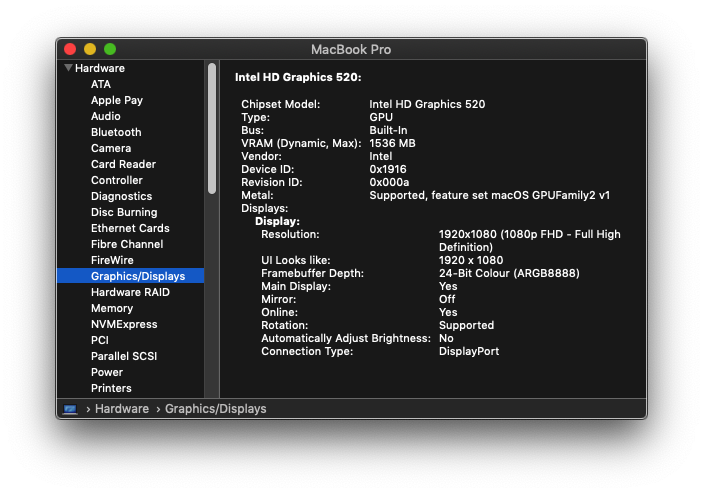 MacBook Pro
Hardware
ATA
Apple Pay
Audio
Bluetooth
Camera
Card Reader
Controller
Diagnostics
Disc Burning
Ethernet Cards
Fibre Channel
FireWire
Graphics/Displays
Hardware RAID
Memory
NVMExpress
PCI
Parallel SCSI
Power
Printers
Intel HD Graphics 520:
Chipset Model: Intel HD Graphics 520
Type: GPU
Bus: Built-In
VRAM (Dynamic, Max): 1536 MB
Vendor: Intel
Device ID: 0x1916
Revision ID: 0x000a
Metal: Supported, feature set macOS GPUFamily2 v1
Displays:
Display:
Resolution: 1920x1080 (1080p FHD - Full High
Definition)
UI Looks like: 1920 x 1080
Framebuffer Depth: 24-Bit Colour (ARGB8888)
Main Display: Yes
Mirror: Off
Online: Yes
Rotation: Supported
Automatically Adjust Brightness: No
Connection Type: DisplayPort
› Hardware › Graphics/Displays